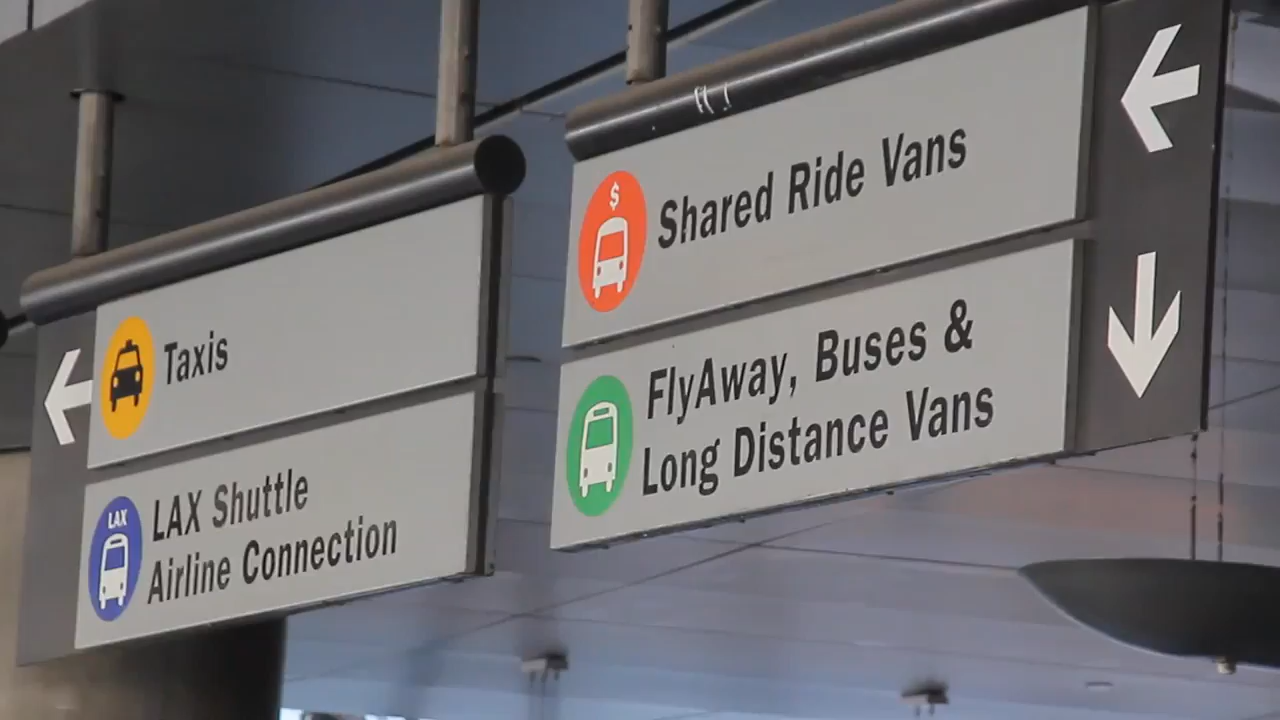 Taxis
LAX
LAX Shuttle
Airline Connection
$
Shared Ride Vans
FlyAway, Buses &
Long Distance Vans